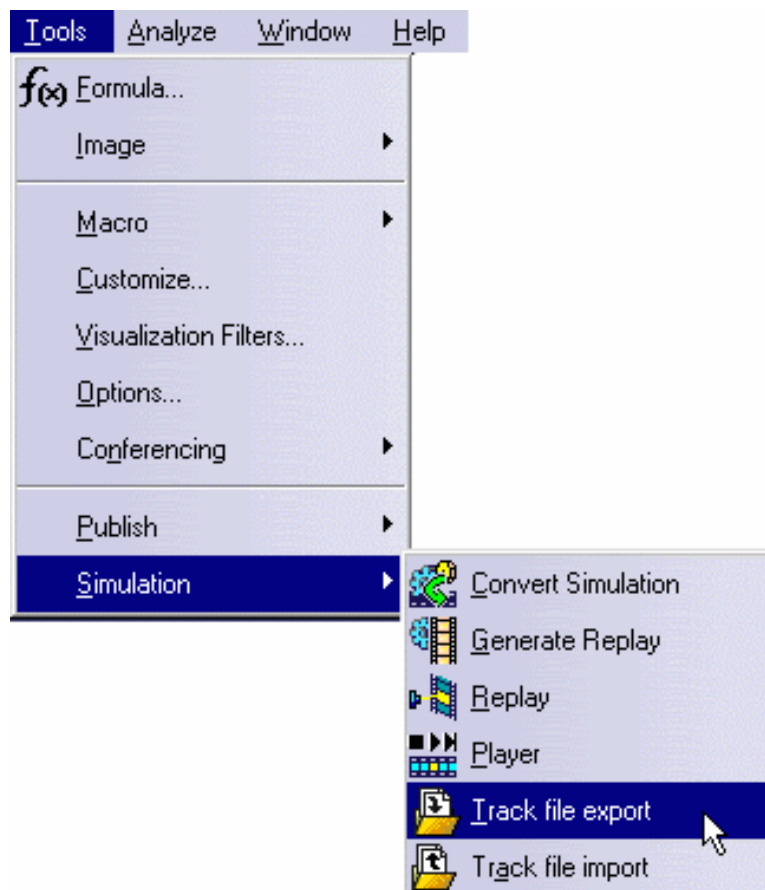 Tools Analyze Window Help
f(x) Formula...
Image
Macro
Customize...
Visualization Filters...
Options...
Conferencing
Publish
Simulation
Convert Simulation
Generate Replay
Replay
Player
Track file export
Track file import